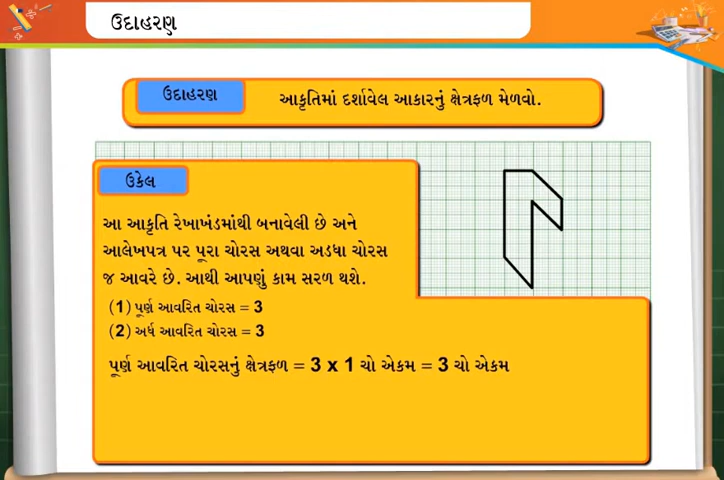 ઉદાહરણ
ઉદાહરણ આકૃતિમાં દર્શાવેલ આકારનું ક્ષેત્રફળ મેળવો.
ઉકેલ
આ આકૃતિ રેખાખંડમાંથી બનાવેલી છે અને
આલેખપત્ર પર પૂરા ચોરસ અથવા અડધા ચોરસ
જ આવરે છે. આથી આપણું કામ સરળ થશે.
(1) પૂર્ણ આવરિત ચોરસ = 3
(2) અર્ધ આવરિત ચોરસ = 3
પૂર્ણ આવરિત ચોરસનું ક્ષેત્રફળ = 3 x 1 ચો એકમ = 3 ચો એકમ